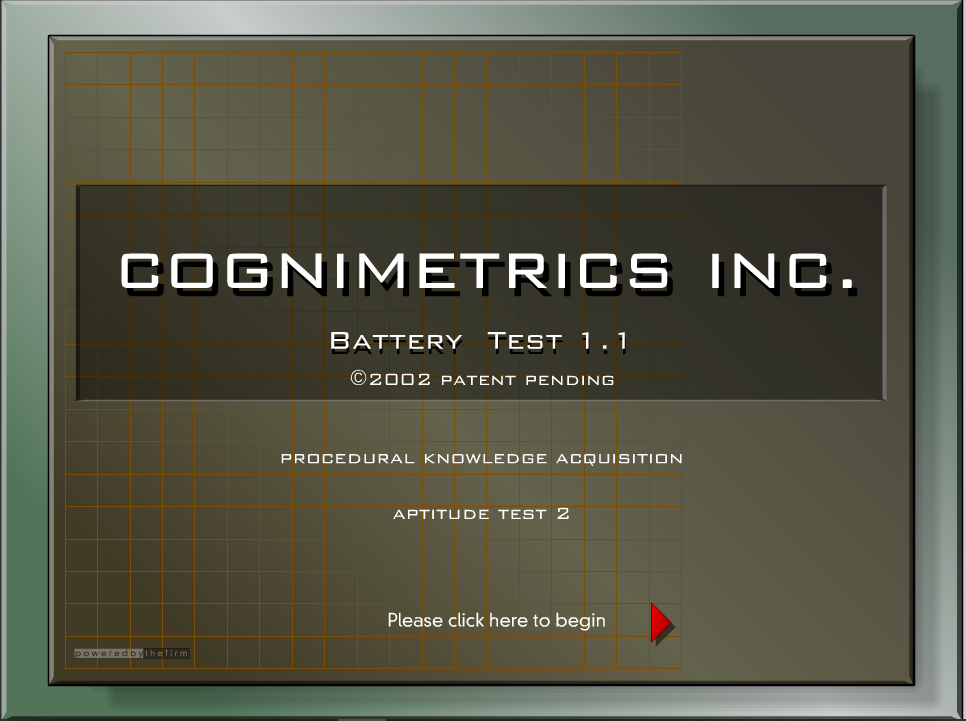 COGNIMETRICS INC.
BATTERY TEST 1.1
©2002 PATENT PENDING
PROCEDURAL KNOWLEDGE ACQUISITION
APTITUDE TEST 2
Please click here to begin
poweredbythefirm